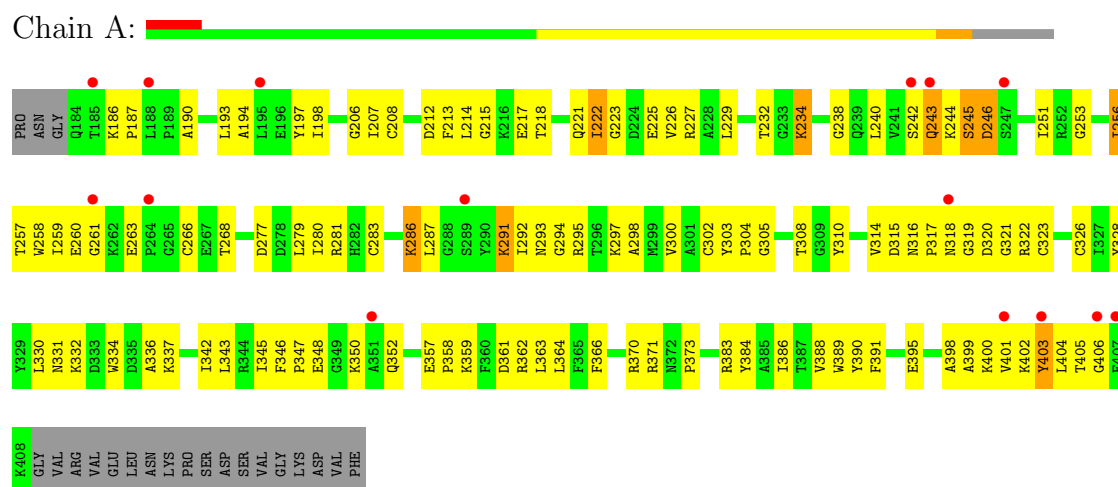 Chain A:
PRO ASN GLY Q184 T185 K186 P187 L188 P189 A190 L193 A194 L195 E196 Y197 I198 G206 I207 C208 D212 F213 L214 G215 K216 E217 T218 Q221 I222 G223 D224 E225 V226 R227 A228 L229 T232 G233 K234 G238 Q239 L240 V241 S242 Q243 K244 S245 D246 S247 I251 R252 G253 I256
T257 W258 I259 E260 G261 K262 E263 P264 G265 C266 E267 T268 D277 D278 L279 I280 R281 H282 C283 K286 L287 G288 S289 Y290 K291 I292 N293 G294 R295 T296 K297 A298 M299 V300 A301 C302 Y303 P304 G305 T308 G309 Y310 V314 D315 N316 P317 N318 G319 D320 G321 R322 C323 C326 I327 Y328
Y329 L330 N331 K332 D333 W334 D335 A336 K337 I342 L343 R344 I345 F346 P347 E348 G349 K350 A351 Q352 E357 P358 K359 F360 D361 R362 L363 L364 F365 F366 R370 R371 N372 P373 R383 Y384 A385 I386 T387 V388 W389 Y390 F391 E395 A398 A399 K400 V401 K402 Y403 L404 T405 G406 E407
K408 GLY VAL ARG VAL GLU LEU ASN LYS PRO SER ASP SER VAL GLY LYS ASP VAL PHE